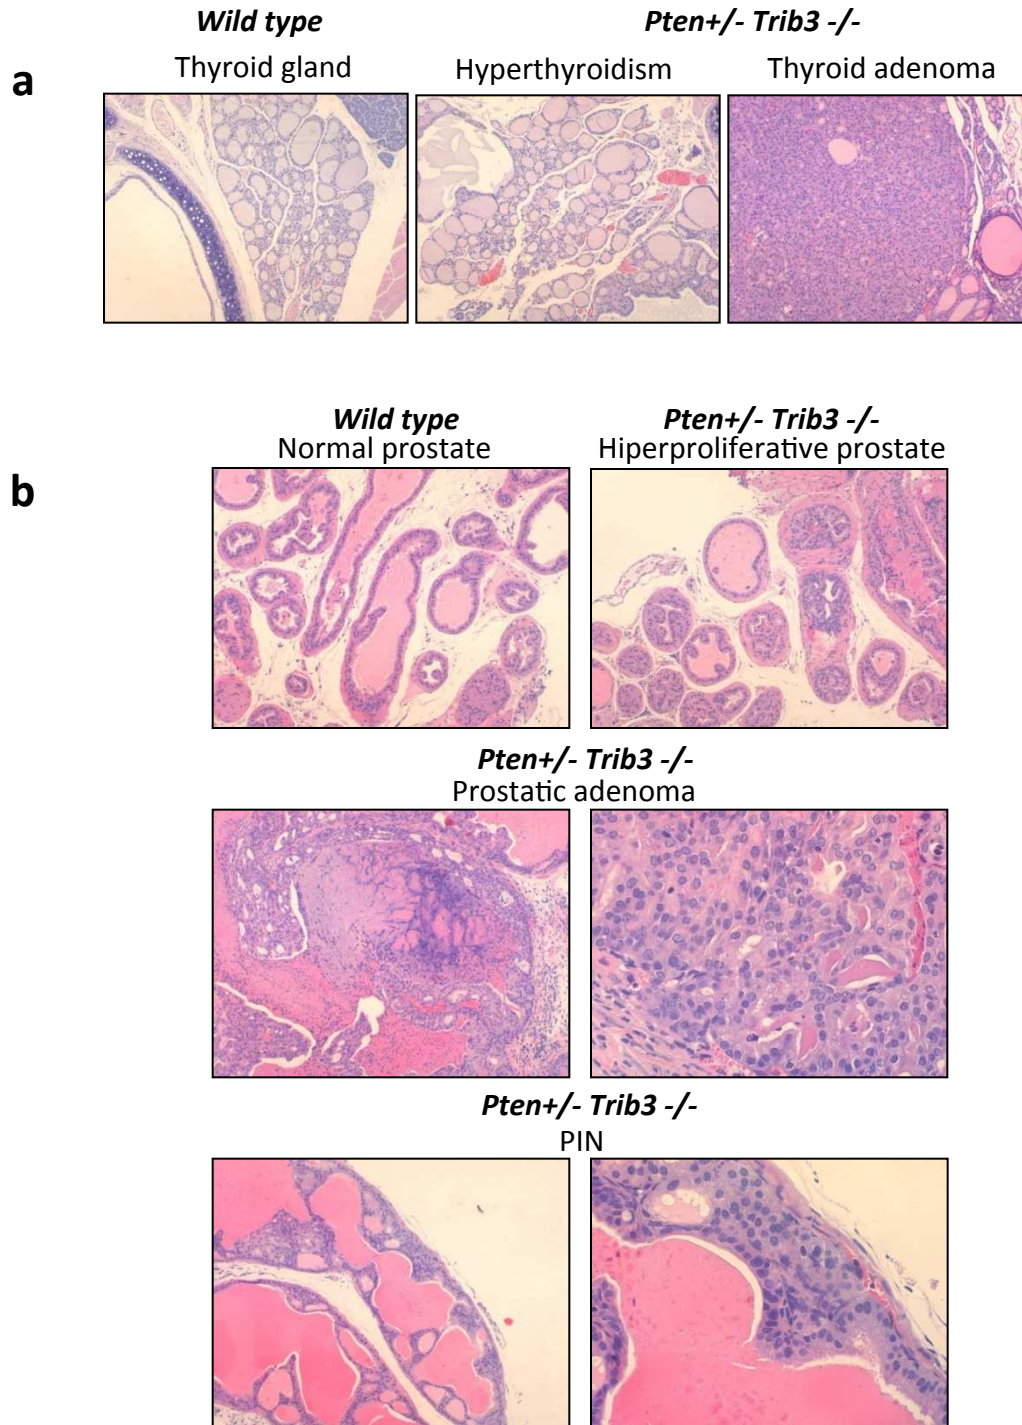 Wild type
Pten+/- Trib3 -/-
a
Thyroid gland
Hyperthyroidism
Thyroid adenoma
Wild type
Pten+/- Trib3 -/-
Normal prostate
Hiperproliferative prostate
b
Pten+/- Trib3 -/-
Prostatic adenoma
Pten+/- Trib3 -/-
PIN